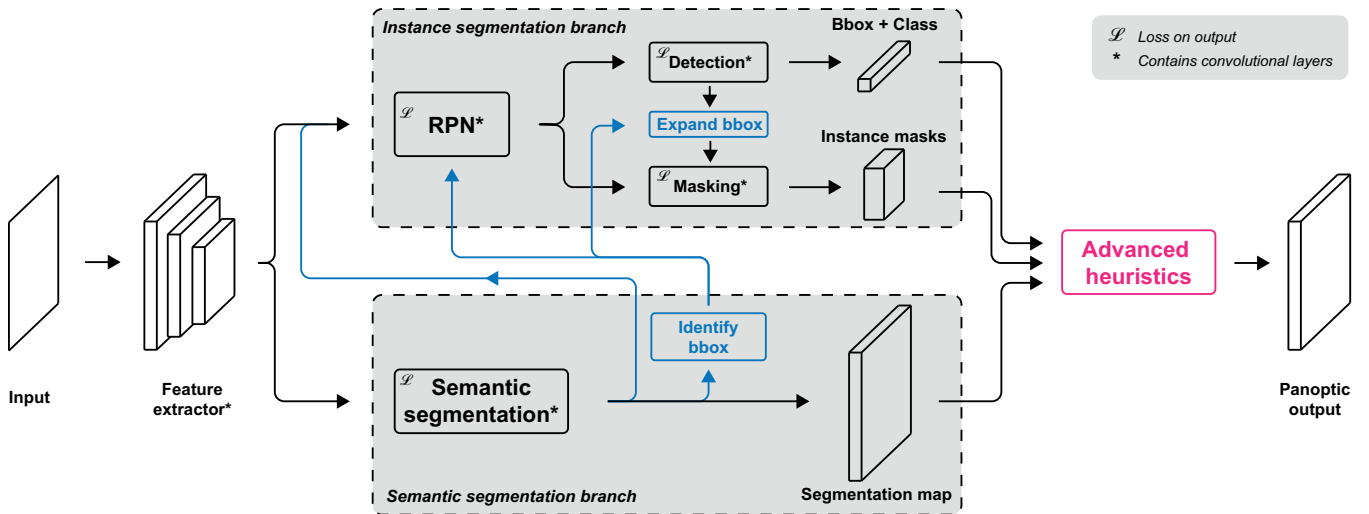 Instance segmentation branch
Bbox + Class
ℒ Loss on output
* Contains convolutional layers
ℒ Detection*
ℒ RPN*
Expand bbox
Instance masks
ℒ Masking*
Advanced
heuristics
Identify
bbox
ℒ Semantic
segmentation*
Input
Feature
extractor*
Panoptic
output
Segmentation map
Semantic segmentation branch